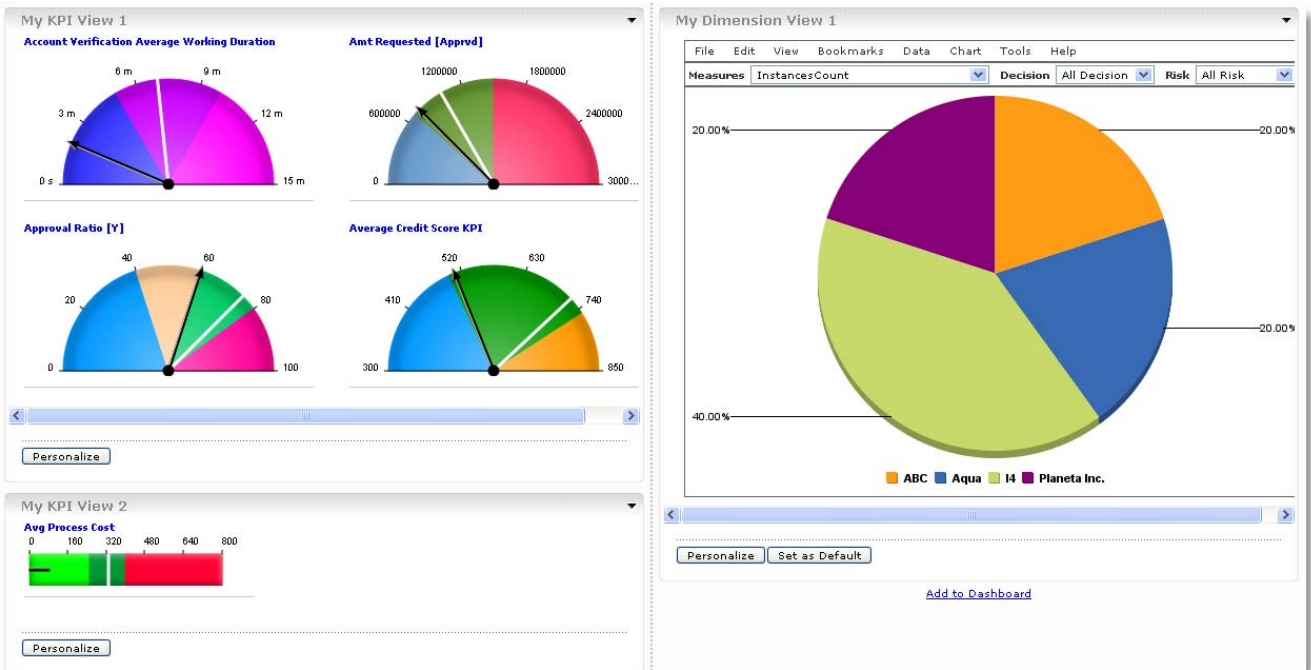 My KPI View 1
Account Verification Average Working Duration
0 s
3 m
6 m
9 m
12 m
15 m
Amt Requested [Apprvd]
0
600000
1200000
1800000
2400000
3000...
Approval Ratio [Y]
0
20
40
60
80
100
Average Credit Score KPI
300
410
520
630
740
850
Personalize
My KPI View 2
Avg Process Cost
0 160 320 480 640 800
Personalize
My Dimension View 1
File Edit View Bookmarks Data Chart Tools Help
Measures InstancesCount Decision All Decision Risk All Risk
20.00% 20.00%
20.00%
40.00%
ABC Aqua I4 Planeta Inc.
Personalize Set as Default
Add to Dashboard